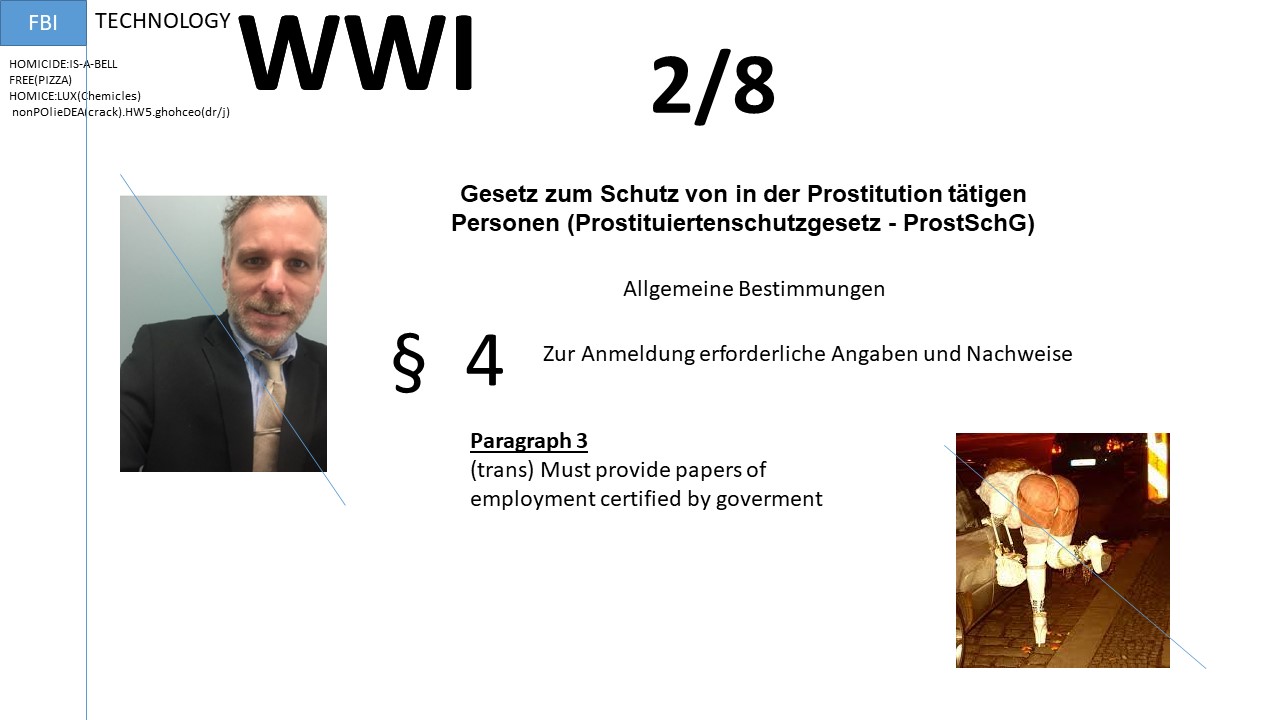 FBI
TECHNOLOGY
WWI
2/8
HOMICIDE:IS-A-BELL
FREE(PIZZA)
HOMICE:LUX(Chemicles)
nonPOlieDEA(crack).HW5.ghohceo(dr/j)
Gesetz zum Schutz von in der Prostitution tätigen
Personen (Prostituiertenschutzgesetz - ProstSchG)
Allgemeine Bestimmungen
§ 4
Zur Anmeldung erforderliche Angaben und Nachweise
Paragraph 3
(trans) Must provide papers of
employment certified by goverment